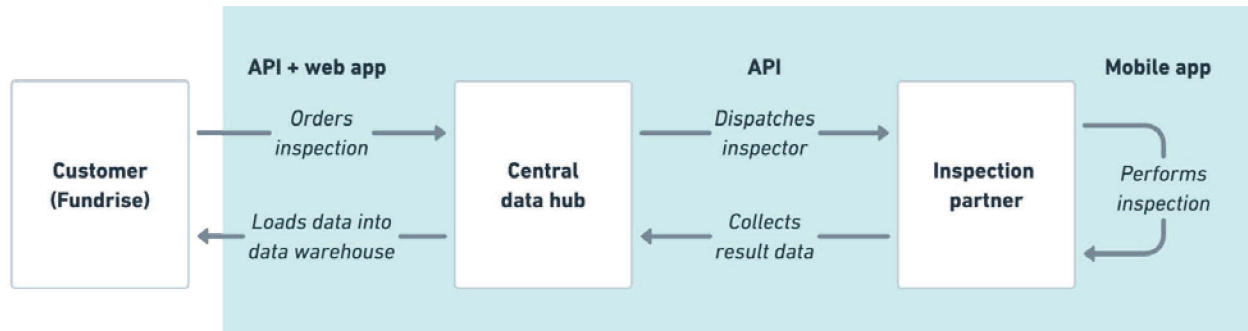 API + web app
API
Mobile app
Orders
inspection
Dispatches
inspector
Customer
(Fundrise)
Central
data hub
Inspection
partner
Performs
inspection
Loads data into
data warehouse
Collects
result data